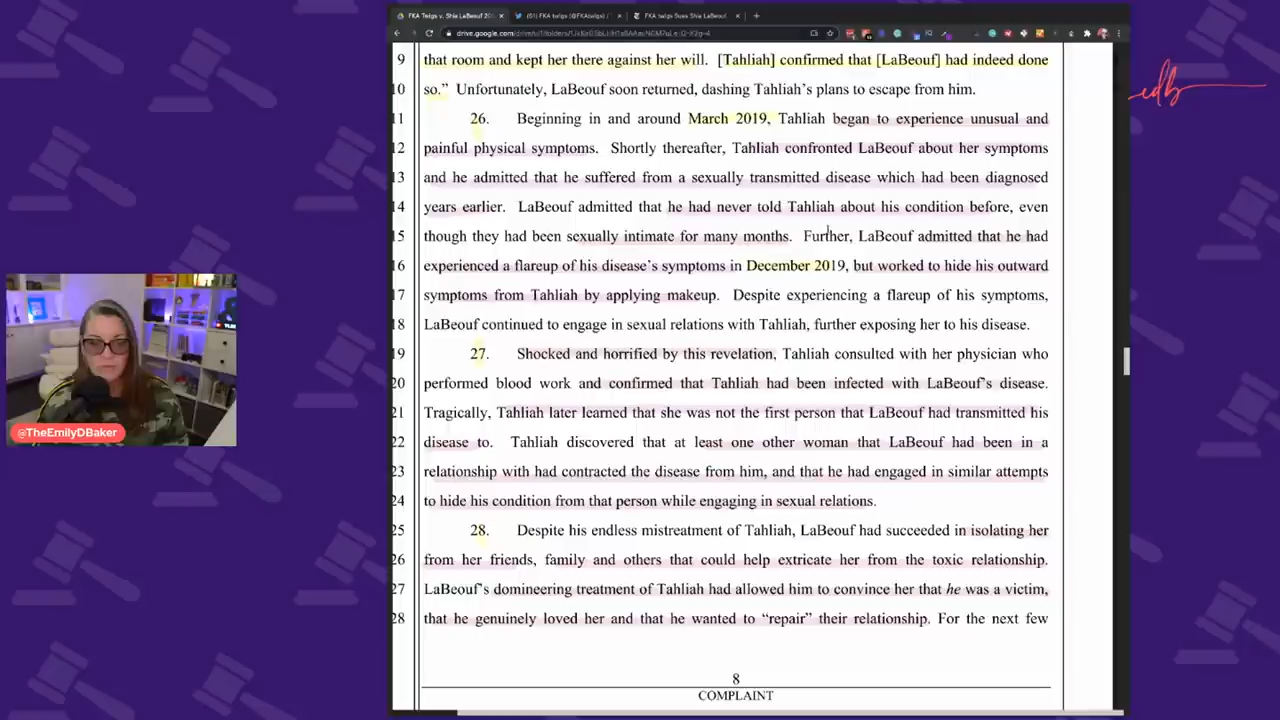 FKA Twigs v. Shia LaBeouf 20
(51) FKA twigs (@FKAtwigs) /
FKA twigs Sues Shia LaBeouf
edb
9 that room and kept her there against her will. [Tahliah] confirmed that [LaBeouf] had indeed done
10 so.” Unfortunately, LaBeouf soon returned, dashing Tahliah’s plans to escape from him.
11 26. Beginning in and around March 2019, Tahliah began to experience unusual and
12 painful physical symptoms. Shortly thereafter, Tahliah confronted LaBeouf about her symptoms
13 and he admitted that he suffered from a sexually transmitted disease which had been diagnosed
14 years earlier. LaBeouf admitted that he had never told Tahliah about his condition before, even
15 though they had been sexually intimate for many months. Further, LaBeouf admitted that he had
16 experienced a flareup of his disease’s symptoms in December 2019, but worked to hide his outward
17 symptoms from Tahliah by applying makeup. Despite experiencing a flareup of his symptoms,
18 LaBeouf continued to engage in sexual relations with Tahliah, further exposing her to his disease.
19 27. Shocked and horrified by this revelation, Tahliah consulted with her physician who
20 performed blood work and confirmed that Tahliah had been infected with LaBeouf’s disease.
21 Tragically, Tahliah later learned that she was not the first person that LaBeouf had transmitted his
22 disease to. Tahliah discovered that at least one other woman that LaBeouf had been in a
23 relationship with had contracted the disease from him, and that he had engaged in similar attempts
24 to hide his condition from that person while engaging in sexual relations.
25 28. Despite his endless mistreatment of Tahliah, LaBeouf had succeeded in isolating her
26 from her friends, family and others that could help extricate her from the toxic relationship.
27 LaBeouf’s domineering treatment of Tahliah had allowed him to convince her that he was a victim,
28 that he genuinely loved her and that he wanted to “repair” their relationship. For the next few
8
COMPLAINT
@TheEmilyDBaker